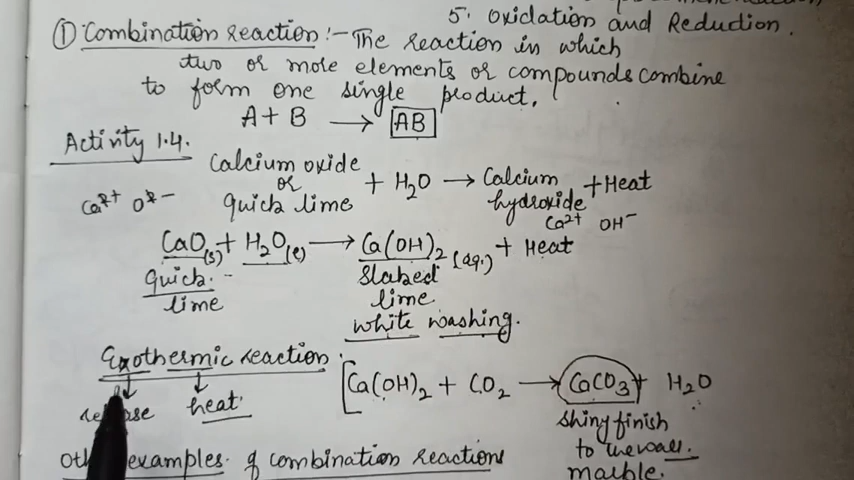 5. Oxidation and Reduction.
① Combination reaction :- The reaction in which
two or more elements or compounds combine
to form one single product.
A + B → AB
Activity 1.4.
Calcium oxide or quick lime + H₂O → Calcium hydroxide + Heat
Ca²⁺ O²⁻
Ca²⁺ OH⁻
CaO(s) + H₂O(l) → Ca(OH)₂ (aq.) + Heat
quick lime
slaked lime
white washing.
Exothermic reaction.
heat
[Ca(OH)₂ + CO₂ → CaCO₃ + H₂O
shiny finish
to the wall.
marble.
examples of combination reactions